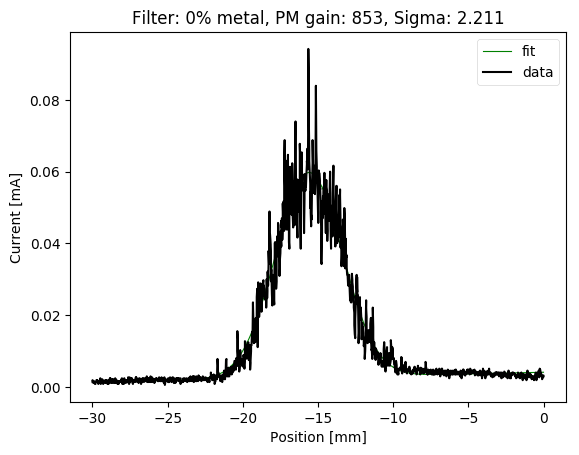 Filter: 0% metal, PM gain: 853, Sigma: 2.211
fit
data
0.08
0.06
0.04
0.02
0.00
Current [mA]
−30
−25
−20
−15
−10
−5
0
Position [mm]